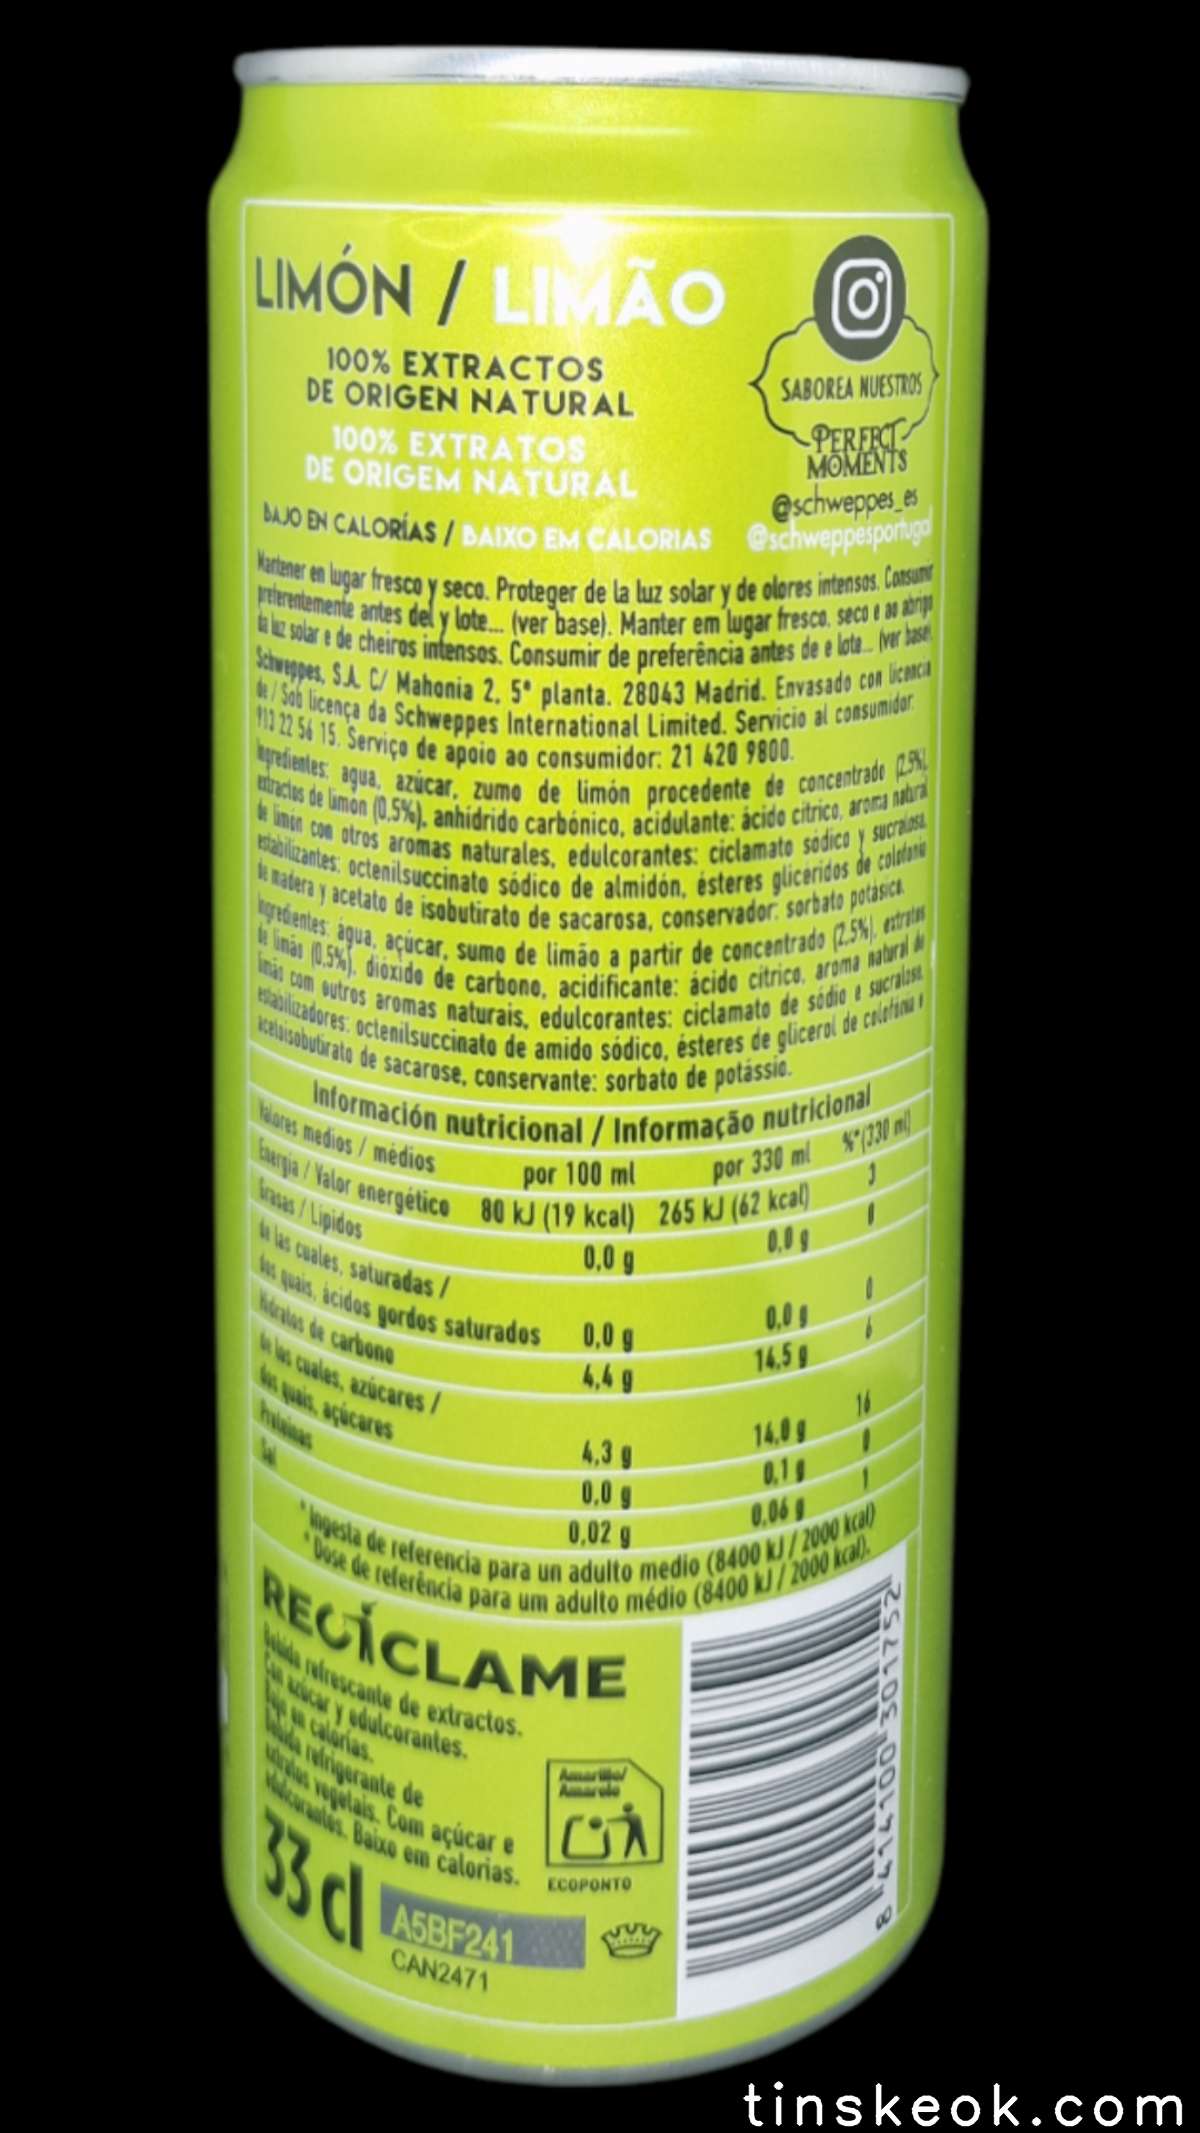 LIMÓN / LIMÃO
100% EXTRACTOS
DE ORIGEN NATURAL
100% EXTRATOS
DE ORIGEM NATURAL
BAJO EN CALORÍAS / BAIXO EM CALORIAS
SABOREA NUESTROS
PERFECT
MOMENTS
@schweppes_es
@schweppesportugal
Mantener en lugar fresco y seco. Proteger de la luz solar y de olores intensos. Consumir
preferentemente antes del y lote... (ver base). Manter em lugar fresco, seco e ao abrigo
da luz solar e de cheiros intensos. Consumir de preferência antes de e lote... (ver base).
Schweppes, S.A. C/ Mahonia 2, 5ª planta. 28043 Madrid. Envasado con licencia
de / Sob licença da Schweppes International Limited. Servicio al consumidor:
913 22 56 15. Serviço de apoio ao consumidor: 21 420 9800.
Ingredientes: agua, azúcar, zumo de limón procedente de concentrado (2,5%),
extractos de limón (0,5%), anhídrido carbónico, acidulante: ácido cítrico, aroma natural
de limón con otros aromas naturales, edulcorantes: ciclamato sódico y sucralosa,
estabilizantes: octenilsuccinato sódico de almidón, ésteres glicéridos de colofonia
de madera y acetato de isobutirato de sacarosa, conservador: sorbato potásico.
Ingredientes: água, açúcar, sumo de limão a partir de concentrado (2,5%), extratos
de limão (0,5%), dióxido de carbono, acidificante: ácido cítrico, aroma natural de
limão com outros aromas naturais, edulcorantes: ciclamato de sódio e sucralose,
estabilizadores: octenilsuccinato de amido sódico, ésteres de glicerol de colofónia e
acetoisobutirato de sacarose, conservante: sorbato de potássio.
Información nutricional / Informação nutricional
Valores medios / médios por 100 ml por 330 ml %*(330 ml)
Energía / Valor energético 80 kJ (19 kcal) 265 kJ (62 kcal) 3
Grasas / Lípidos 0,0 g 0,0 g 0
de las cuales, saturadas /
dos quais, ácidos gordos saturados 0,0 g 0,0 g 0
Hidratos de carbono 4,4 g 14,5 g 6
de los cuales, azúcares /
dos quais, açúcares 4,3 g 14,0 g 16
Proteínas 0,0 g 0,1 g 0
Sal 0,02 g 0,06 g 1
* Ingesta de referencia para un adulto medio (8400 kJ / 2000 kcal)
* Dose de referência para um adulto médio (8400 kJ / 2000 kcal).
RECÍCLAME
Bebida refrescante de extractos.
Con azúcar y edulcorantes.
Bajo en calorías.
Bebida refrigerante de
extratos vegetais. Com açúcar e
edulcorantes. Baixo em calorias.
33 cl
Amarillo/
Amarelo
ECOPONTO
A5BF241
CAN2471
8 414100 301752
tinskeok.com